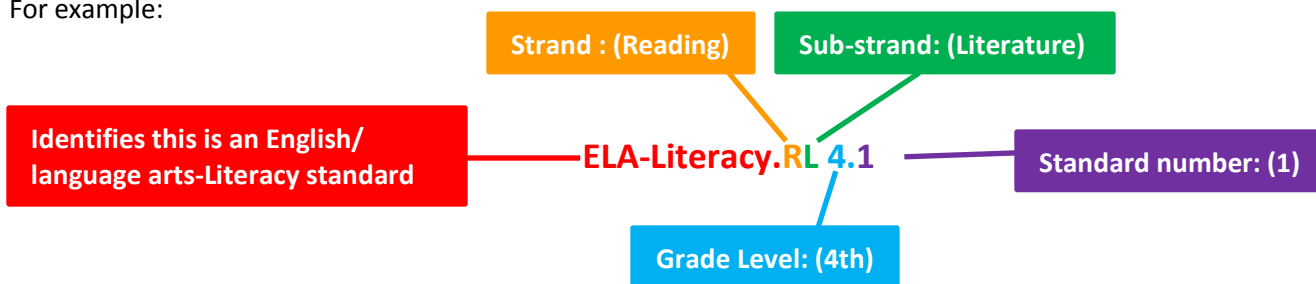 For example:
Strand : (Reading)
Sub-strand: (Literature)
Identifies this is an English/
language arts-Literacy standard
ELA-Literacy.RL 4.1
Standard number: (1)
Grade Level: (4th)